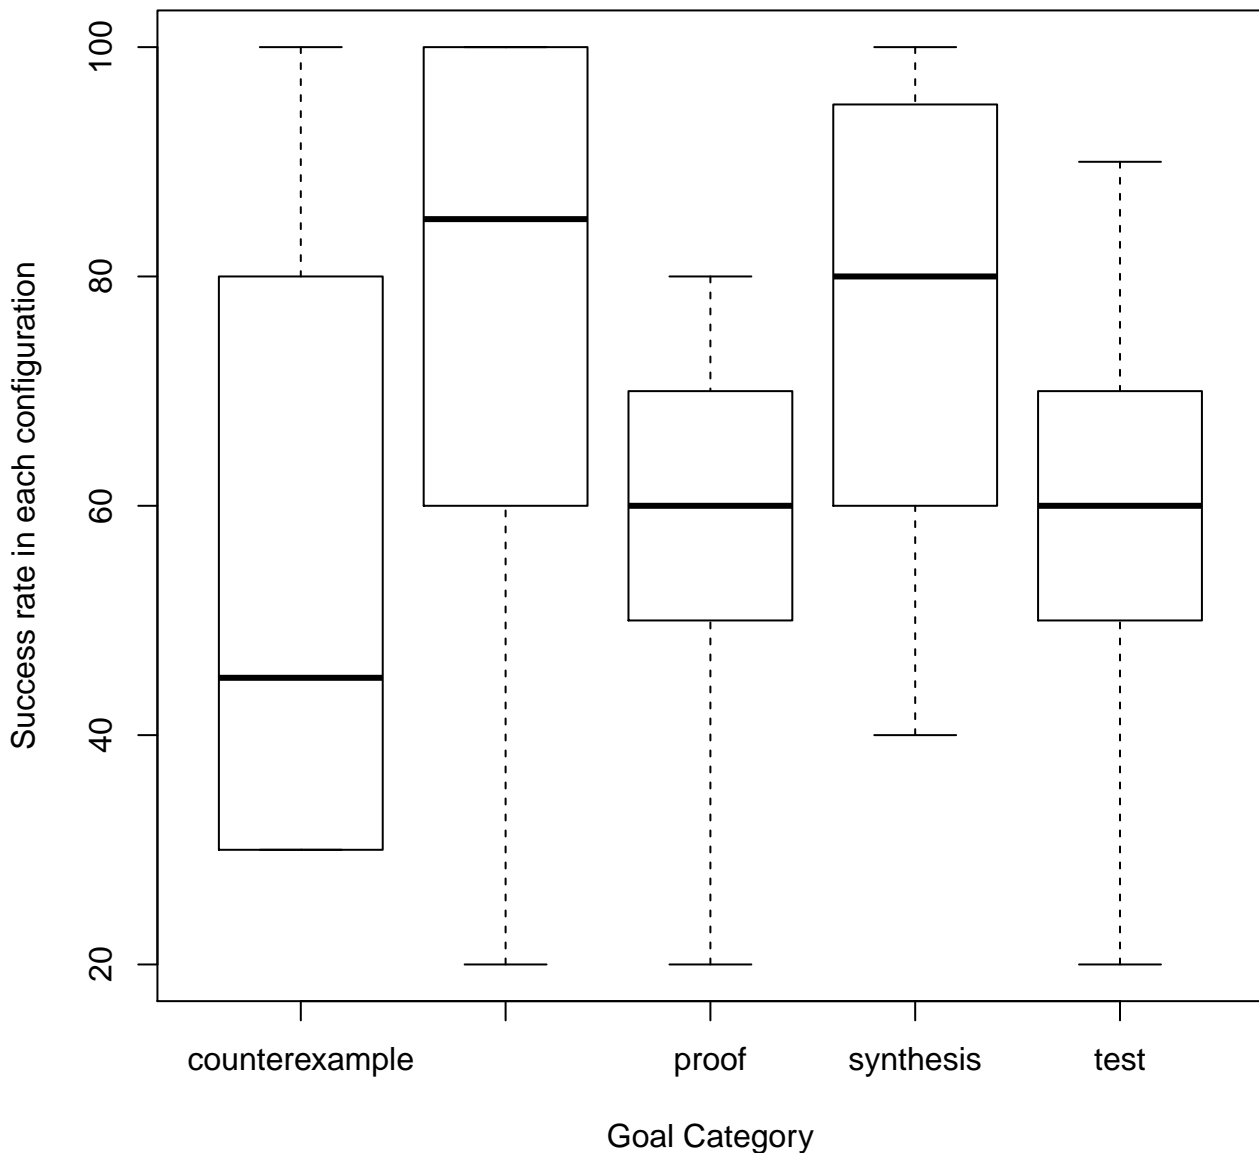 100
80
60
40
20
Success rate in each configuration
counterexample proof synthesis test
Goal Category